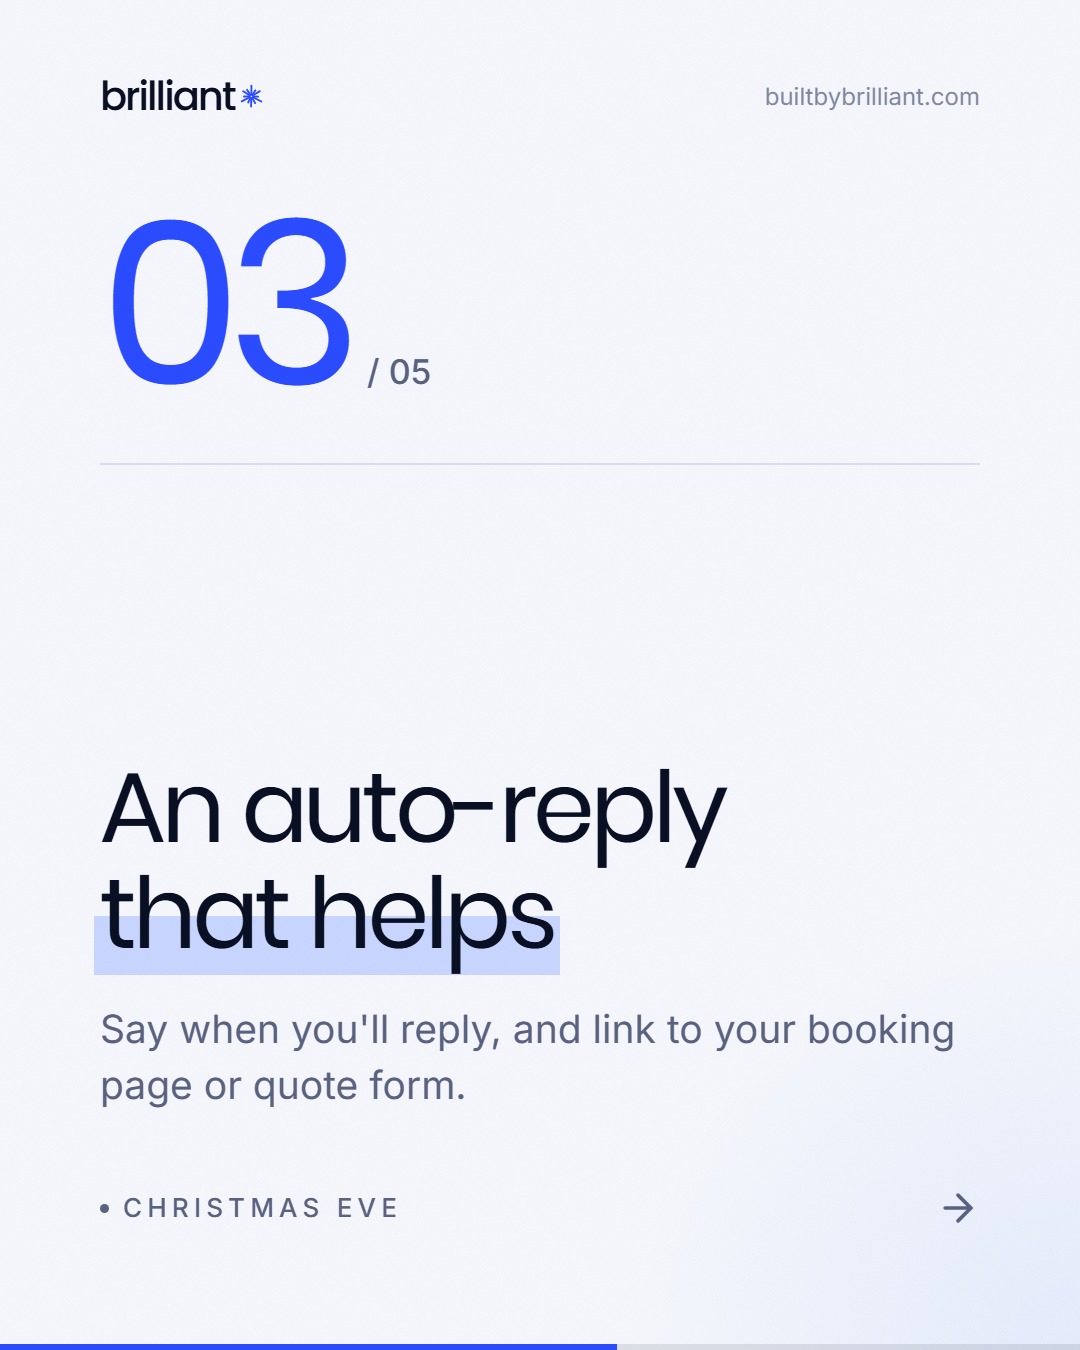 brilliant
builtbybrilliant.com
03 / 05
An auto-reply
that helps
Say when you'll reply, and link to your booking
page or quote form.
• CHRISTMAS EVE